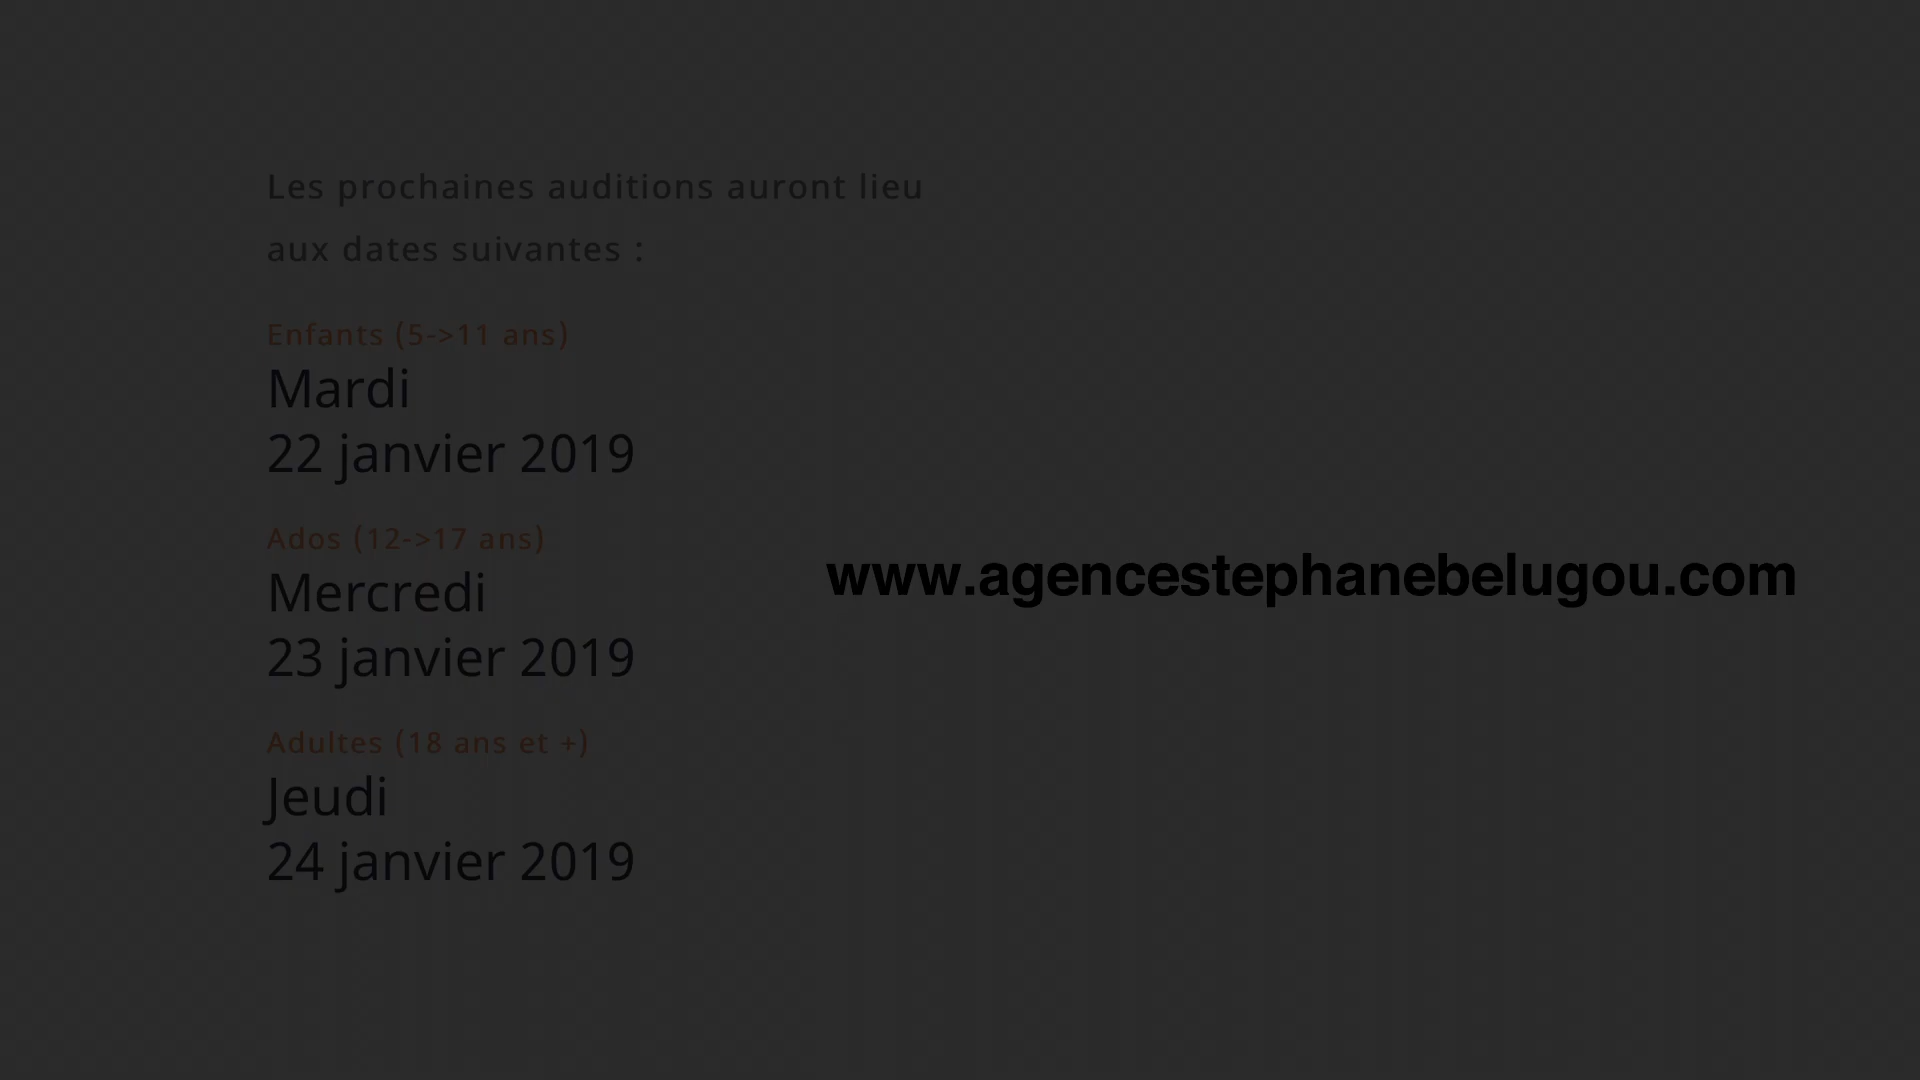 Les prochaines auditions auront lieu
aux dates suivantes :
Enfants (5->11 ans)
Mardi
22 janvier 2019
Ados (12->17 ans)
Mercredi
23 janvier 2019
Adultes (18 ans et +)
Jeudi
24 janvier 2019
www.agencestephanebelugou.com